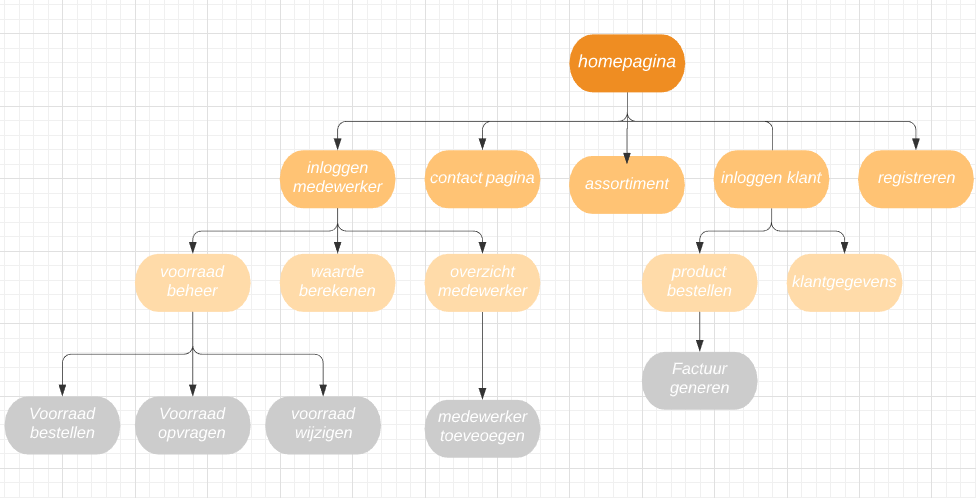 homepagina
inloggen
medewerker
contact pagina
assortiment
inloggen klant
registreren
voorraad
beheer
waarde
berekenen
overzicht
medewerker
product
bestellen
klantgegevens
Factuur
generen
Voorraad
bestellen
Voorraad
opvragen
voorraad
wijzigen
medewerker
toeveoegen